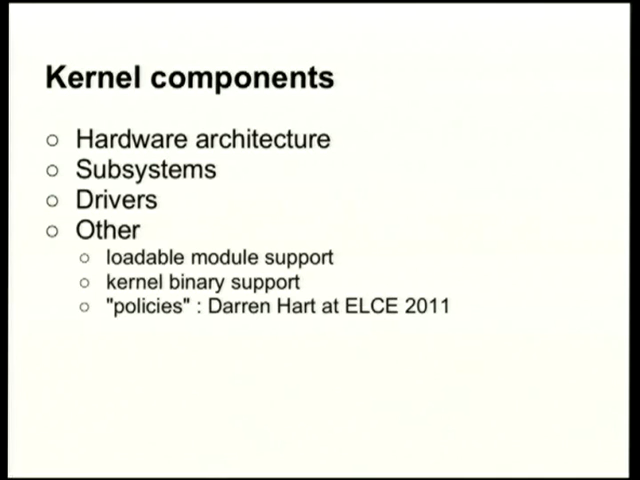 Kernel components
○ Hardware architecture
○ Subsystems
○ Drivers
○ Other
○ loadable module support
○ kernel binary support
○ "policies" : Darren Hart at ELCE 2011